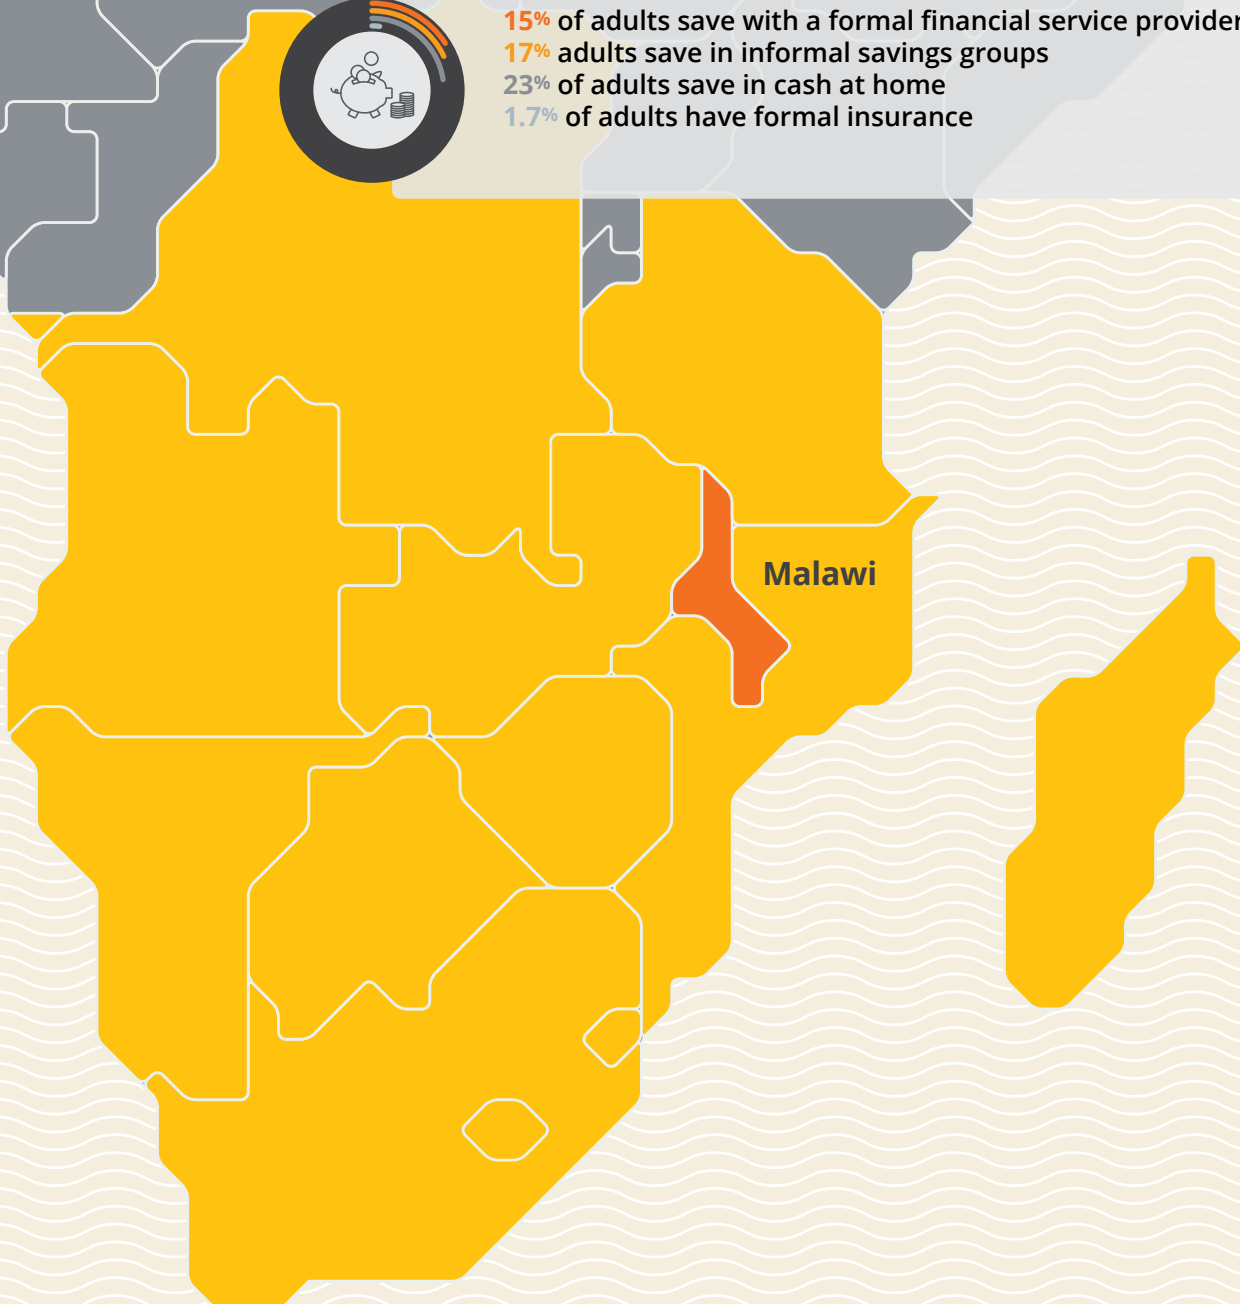 15% of adults save with a formal financial service provider
17% adults save in informal savings groups
23% of adults save in cash at home
1.7% of adults have formal insurance
Malawi